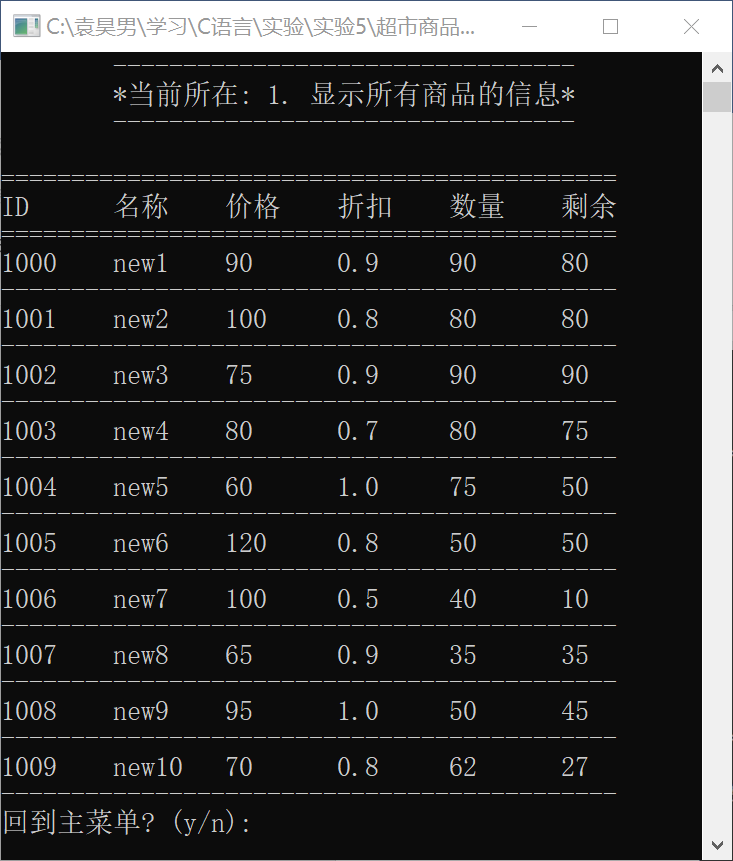 C:\袁昊男\学习\C语言\实验\实验5\超市商品...
---------------------------------
*当前所在: 1. 显示所有商品的信息*
---------------------------------
============================================
ID 名称 价格 折扣 数量 剩余
============================================
1000 new1 90 0.9 90 80
--------------------------------------------
1001 new2 100 0.8 80 80
--------------------------------------------
1002 new3 75 0.9 90 90
--------------------------------------------
1003 new4 80 0.7 80 75
--------------------------------------------
1004 new5 60 1.0 75 50
--------------------------------------------
1005 new6 120 0.8 50 50
--------------------------------------------
1006 new7 100 0.5 40 10
--------------------------------------------
1007 new8 65 0.9 35 35
--------------------------------------------
1008 new9 95 1.0 50 45
--------------------------------------------
1009 new10 70 0.8 62 27
--------------------------------------------
回到主菜单? (y/n):